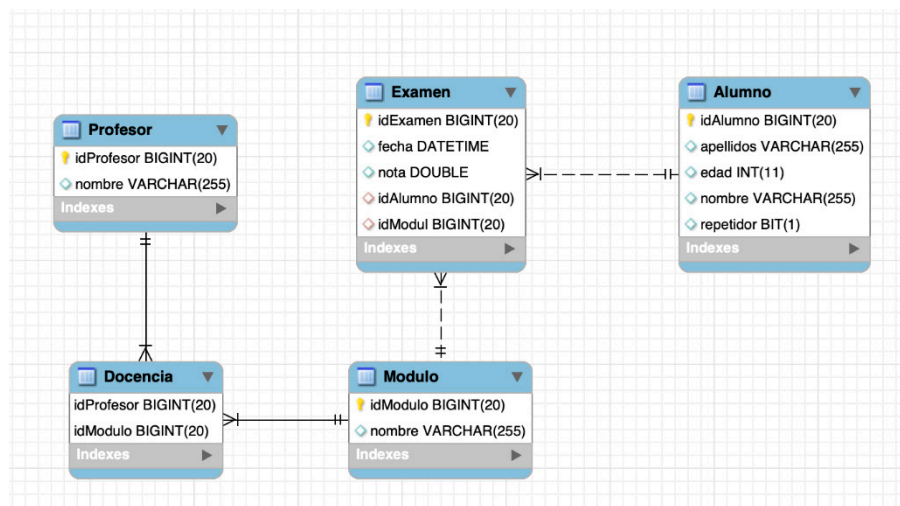 Profesor
idProfesor BIGINT(20)
nombre VARCHAR(255)
Indexes
Examen
idExamen BIGINT(20)
fecha DATETIME
nota DOUBLE
idAlumno BIGINT(20)
idModul BIGINT(20)
Indexes
Alumno
idAlumno BIGINT(20)
apellidos VARCHAR(255)
edad INT(11)
nombre VARCHAR(255)
repetidor BIT(1)
Indexes
Docencia
idProfesor BIGINT(20)
idModulo BIGINT(20)
Indexes
Modulo
idModulo BIGINT(20)
nombre VARCHAR(255)
Indexes